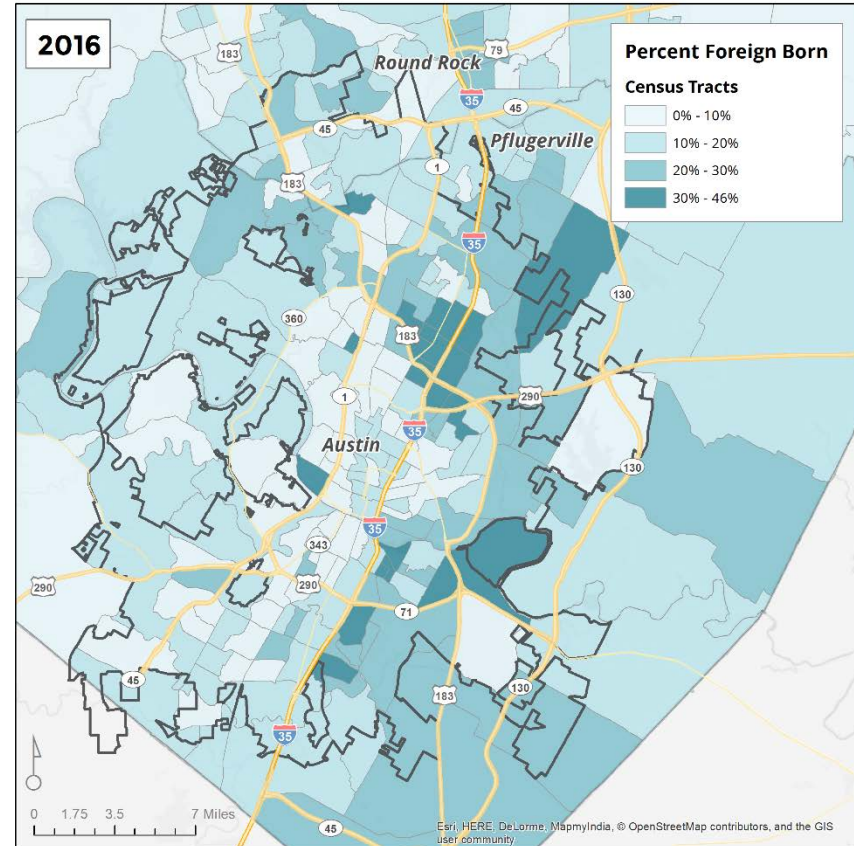 2016
Percent Foreign Born
Census Tracts
0% - 10%
10% - 20%
20% - 30%
30% - 46%
183
79
Round Rock
35
45
45
Pflugerville
1
183
35
130
360
183
290
1
35
Austin
130
35
343
290
290
71
45
183
130
35
45
0 1.75 3.5 7 Miles
Esri, HERE, DeLorme, MapmyIndia, © OpenStreetMap contributors, and the GIS
user community